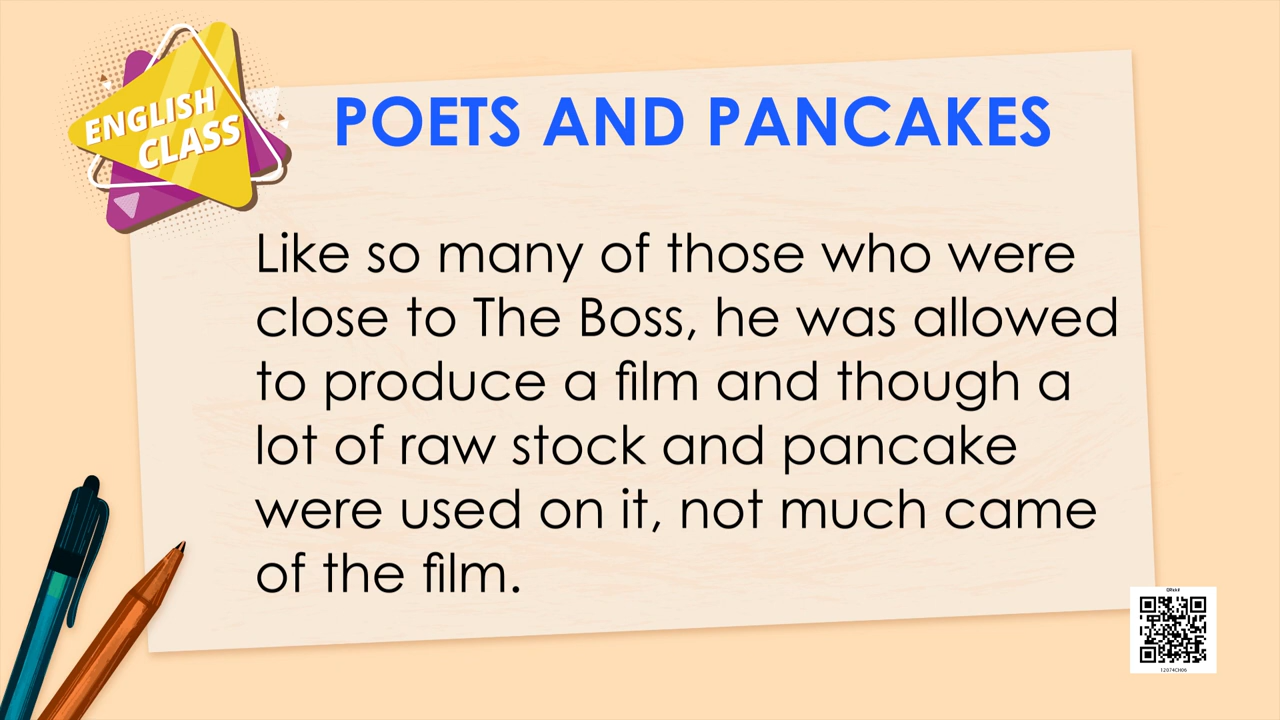 ENGLISH
CLASS
POETS AND PANCAKES
Like so many of those who were
close to The Boss, he was allowed
to produce a film and though a
lot of raw stock and pancake
were used on it, not much came
of the film.
12074CH06